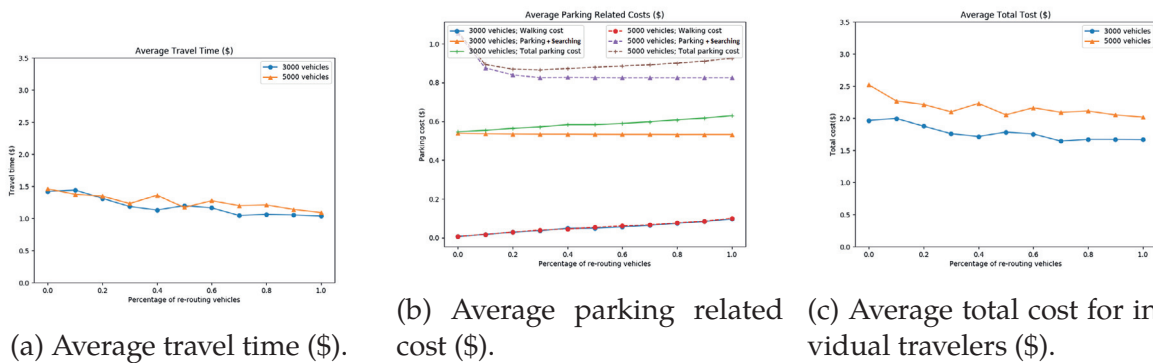 Average Travel Time ($)
3000 vehicles
5000 vehicles
3.5
3.0
2.5
2.0
1.5
1.0
0.5
0.0
Travel time ($)
0.0 0.2 0.4 0.6 0.8 1.0
Percentage of re-routing vehicles
(a) Average travel time ($).
Average Parking Related Costs ($)
3000 vehicles; Walking cost
3000 vehicles; Parking+Searching
3000 vehicles; Total parking cost
5000 vehicles; Walking cost
5000 vehicles; Parking+Searching
5000 vehicles; Total parking cost
1.0
0.8
0.6
0.4
0.2
0.0
Parking cost ($)
0.0 0.2 0.4 0.6 0.8 1.0
Percentage of re-routing vehicles
(b) Average parking related
cost ($).
Average Total Tost ($)
3000 vehicles
5000 vehicles
3.5
3.0
2.5
2.0
1.5
1.0
0.5
0.0
Total cost($)
0.0 0.2 0.4 0.6 0.8 1.0
Percentage of re-routing vehicles
(c) Average total cost for in
vidual travelers ($).